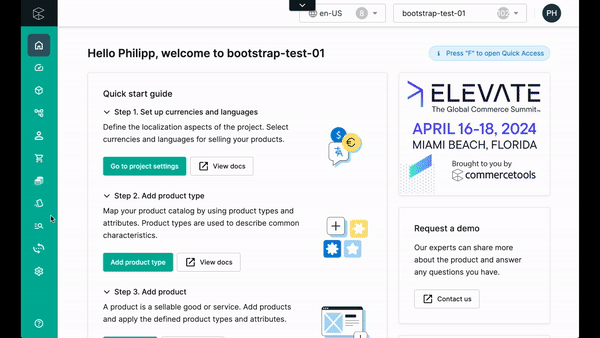 en-US
8
bootstrap-test-01
PH
Hello Philipp, welcome to bootstrap-test-01
Press "F" to open Quick Access
Quick start guide
Step 1. Set up currencies and languages
Define the localization aspects of the project. Select
currencies and languages for selling your products.
Go to project settings
View docs
Step 2. Add product type
Map your product catalog by using product types and
attributes. Product types are used to describe common
characteristics.
Add product type
View docs
Step 3. Add product
A product is a sellable good or service. Add products
and apply the defined product types and attributes.
ELEVATE
The Global Commerce Summit™
APRIL 16-18, 2024
MIAMI BEACH, FLORIDA
Brought to you by
commercetools
Request a demo
Our experts can share more
about the product and answer
any questions you have.
Contact us